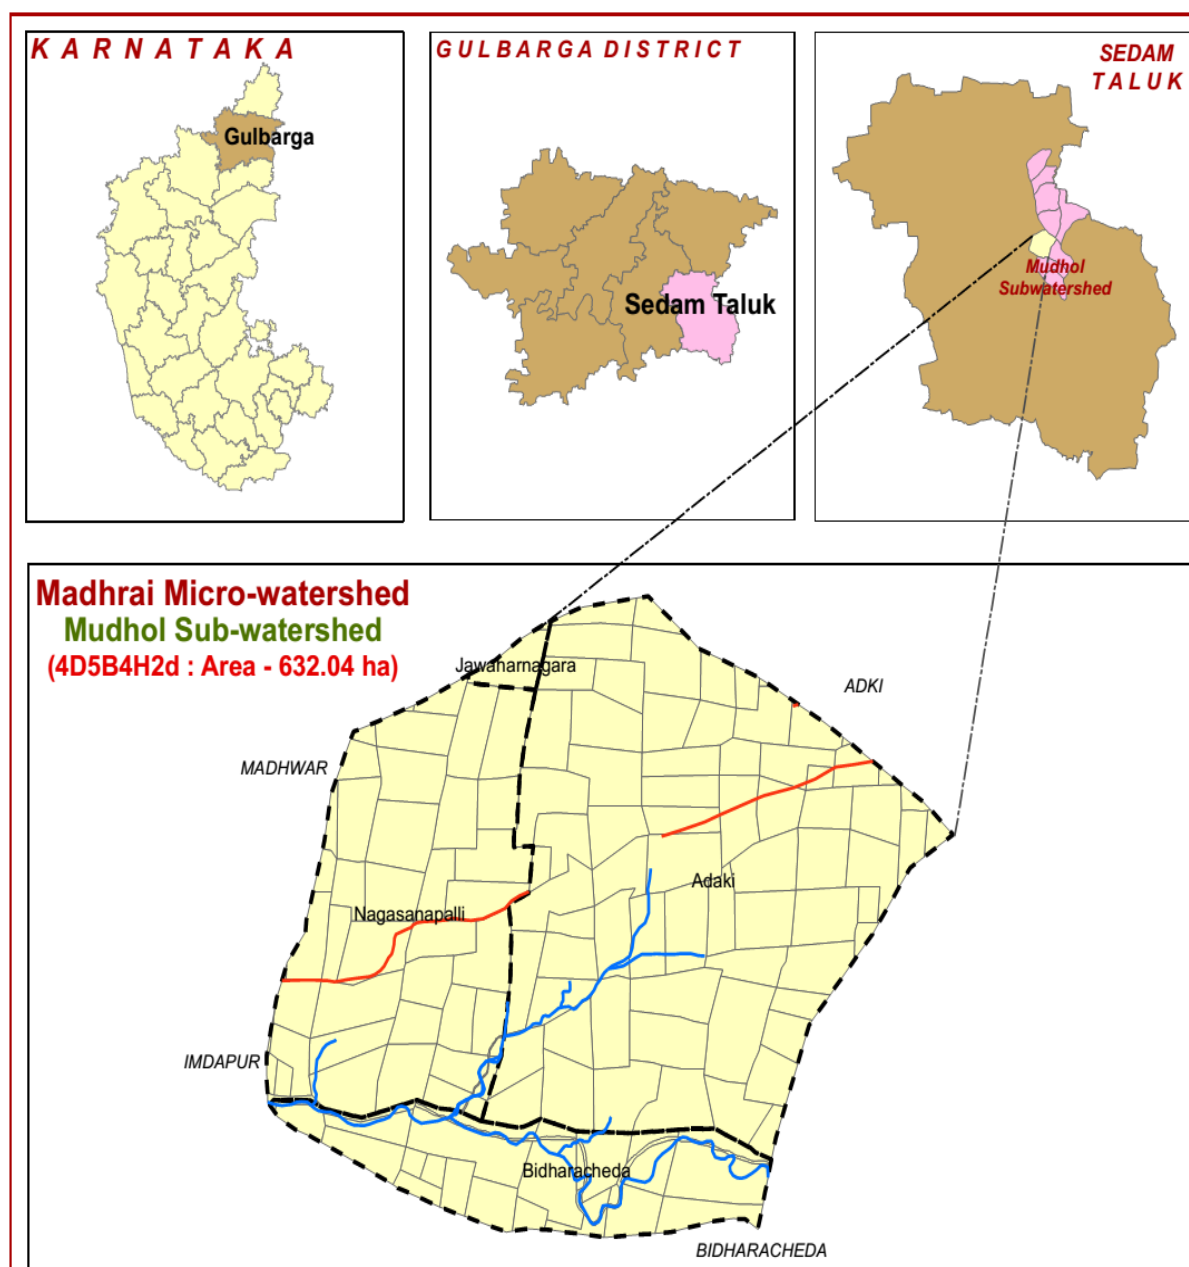 KARNATAKA
Gulbarga
GULBARGA DISTRICT
Sedam Taluk
SEDAM
TALUK
Mudhol
Subwatershed
Madhrai Micro-watershed
Mudhol Sub-watershed
(4D5B4H2d : Area - 632.04 ha)
Jawaharnagara
ADKI
MADHWAR
Adaki
Nagasanapalli
IMDAPUR
Bidharacheda
BIDHARACHEDA